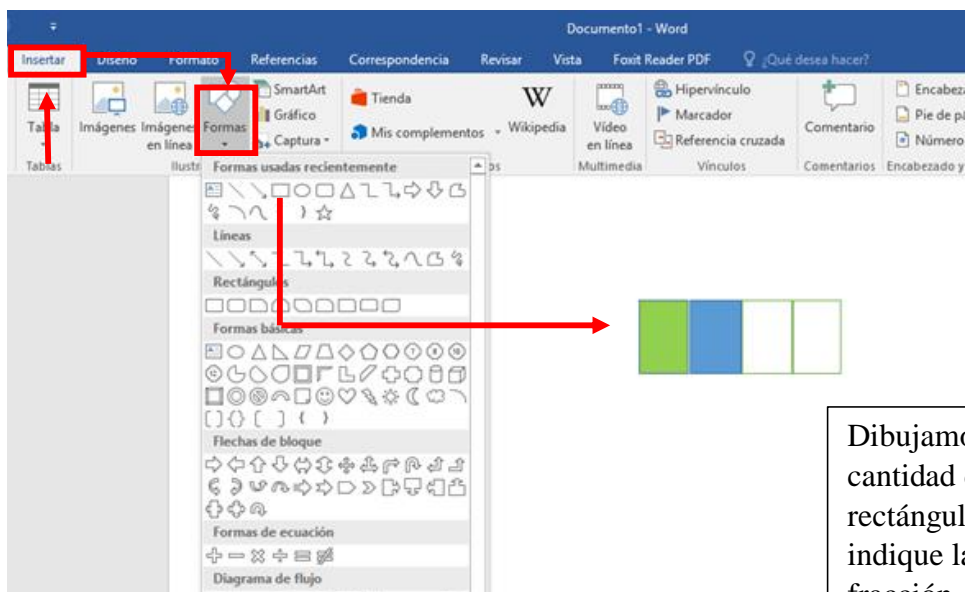 Documento1 - Word
Insertar Diseño Formato Referencias Correspondencia Revisar Vista Foxit Reader PDF ¿Qué desea hacer?
Tabla
Tablas
Imágenes
Imágenes en línea
Formas
SmartArt
Gráfico
Captura
Tienda
Mis complementos
Wikipedia
Vídeo en línea
Multimedia
Hipervínculo
Marcador
Referencia cruzada
Vínculos
Comentario
Comentarios
Encabeza
Pie de pá
Número
Encabezado y
Ilustr
os
Formas usadas recientemente
Líneas
Rectángulos
Formas básicas
Flechas de bloque
Formas de ecuación
Diagrama de flujo
Dibujamo
cantidad
rectángul
indique la
fracción